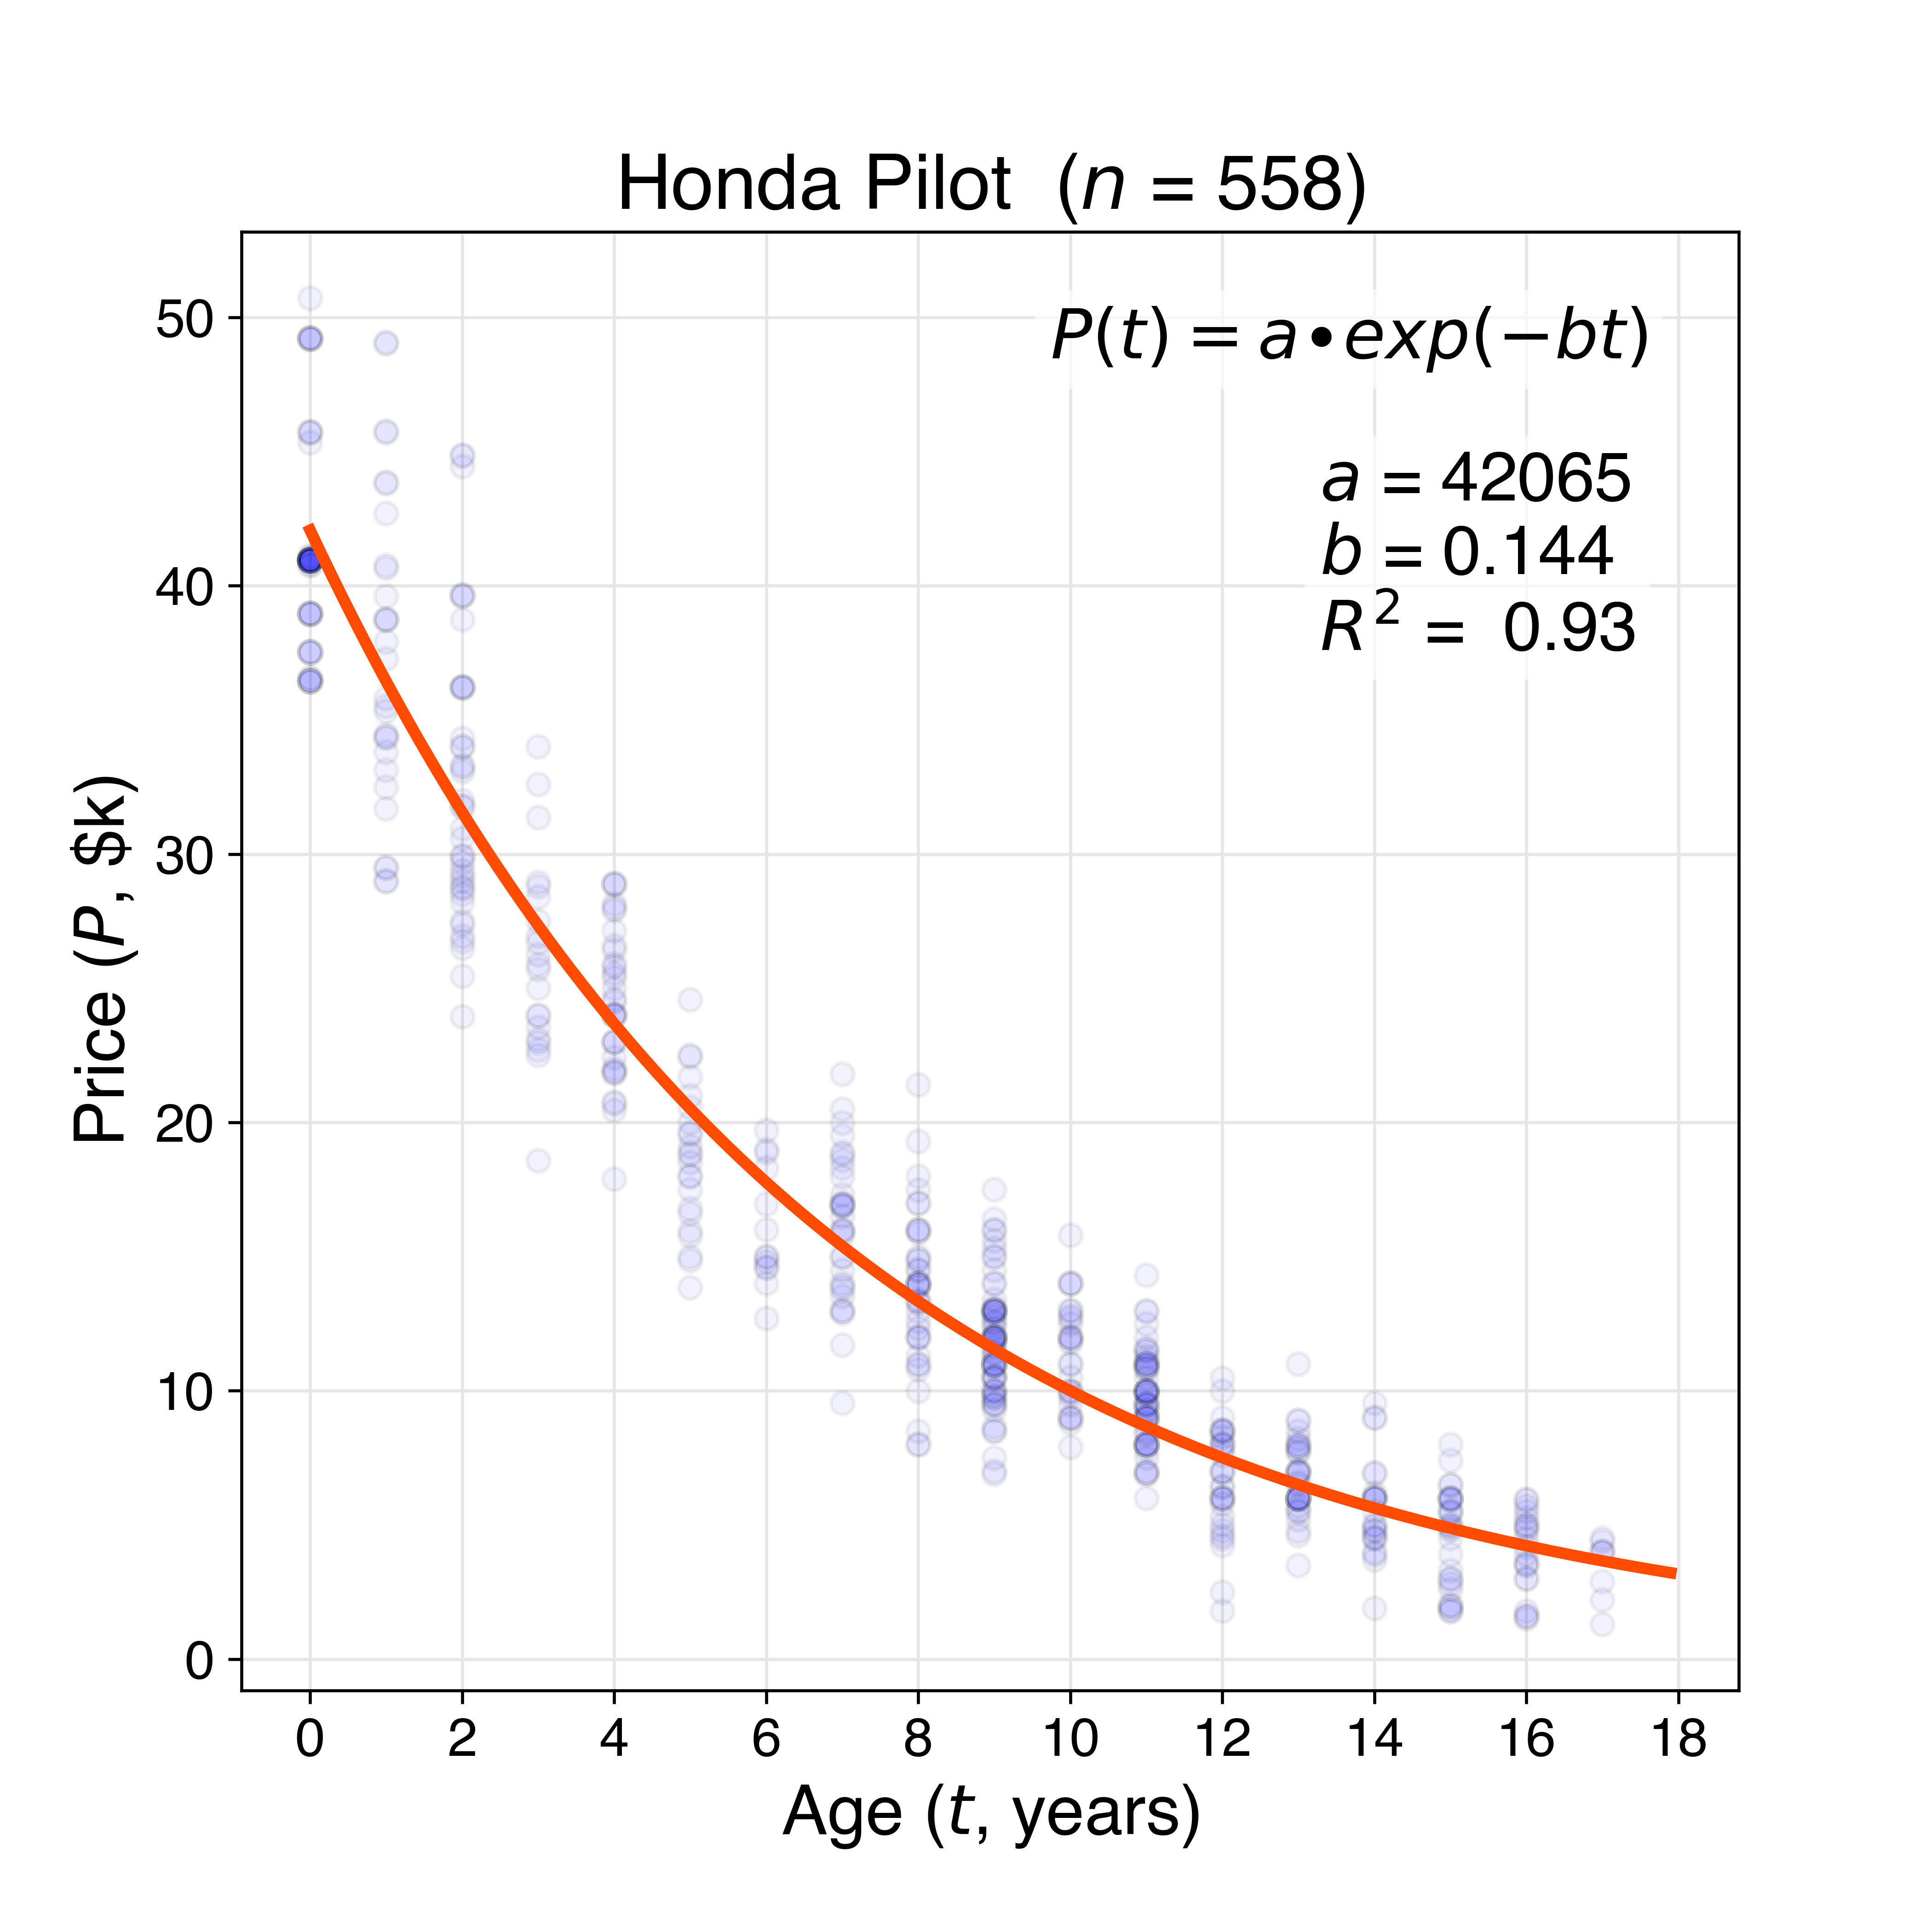 Honda Pilot (n = 558)
P(t) = a•exp(−bt)
a = 42065
b = 0.144
R² = 0.93
Price (P, $k)
50
40
30
20
10
0
0 2 4 6 8 10 12 14 16 18
Age (t, years)